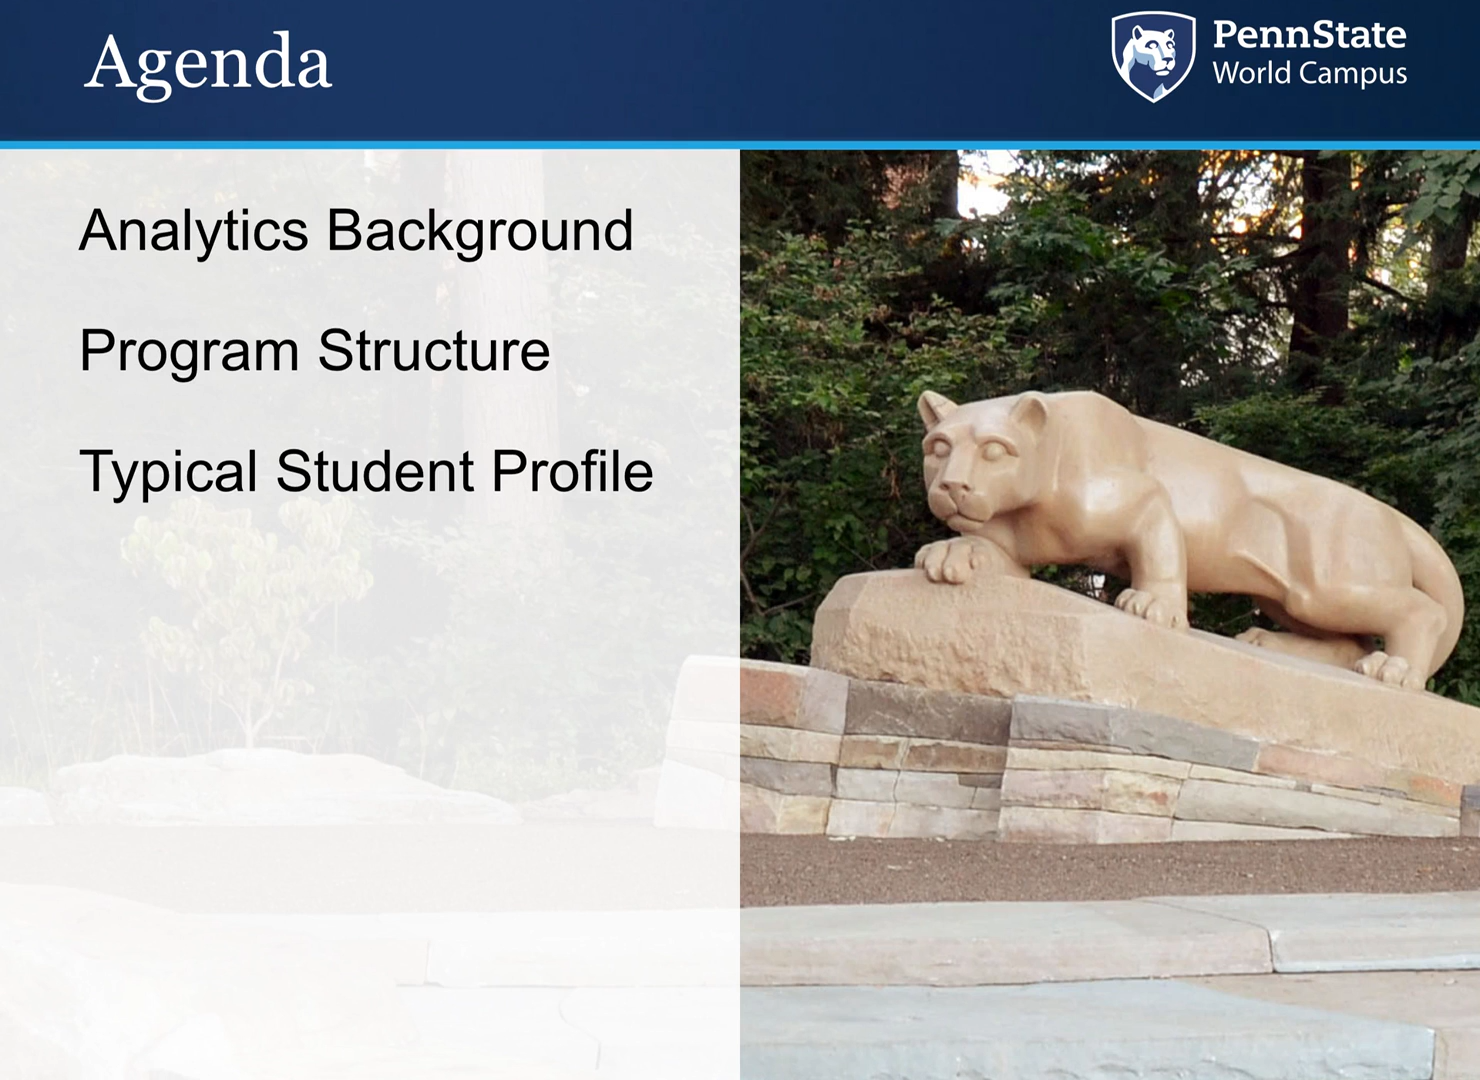 Agenda
PennState
World Campus
Analytics Background
Program Structure
Typical Student Profile